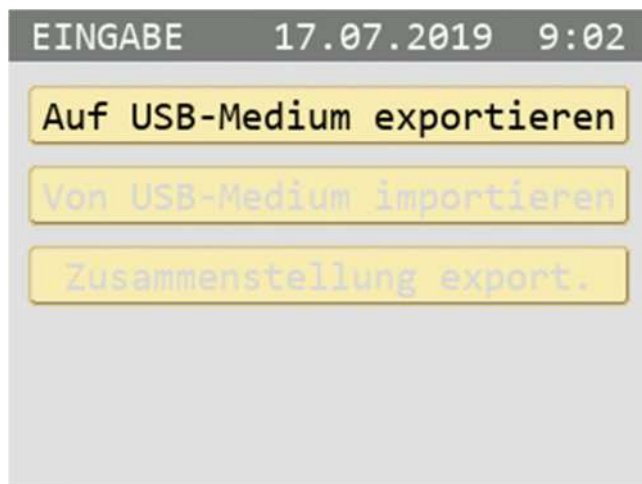 EINGABE 17.07.2019 9:02
Auf USB-Medium exportieren
Von USB-Medium importieren
Zusammenstellung export.